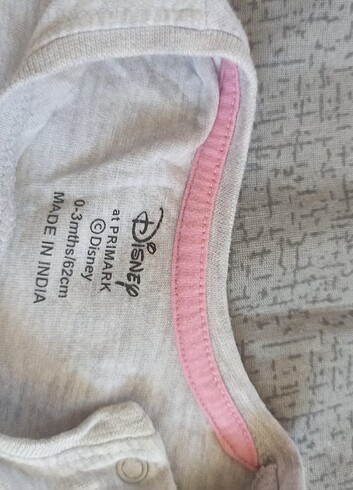 Disney
at PRIMARK
©Disney
0-3mths/62cm
MADE IN INDIA